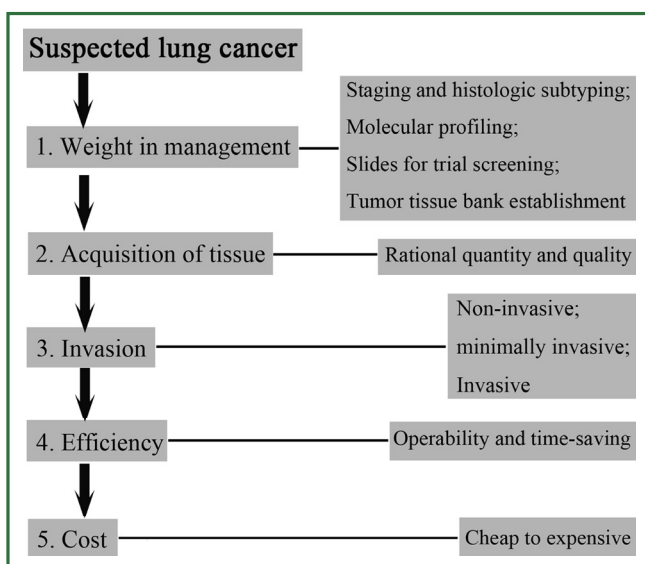 Suspected lung cancer
1. Weight in management
Staging and histologic subtyping;
Molecular profiling;
Slides for trial screening;
Tumor tissue bank establishment
2. Acquisition of tissue
Rational quantity and quality
3. Invasion
Non-invasive;
minimally invasive;
Invasive
4. Efficiency
Operability and time-saving
5. Cost
Cheap to expensive